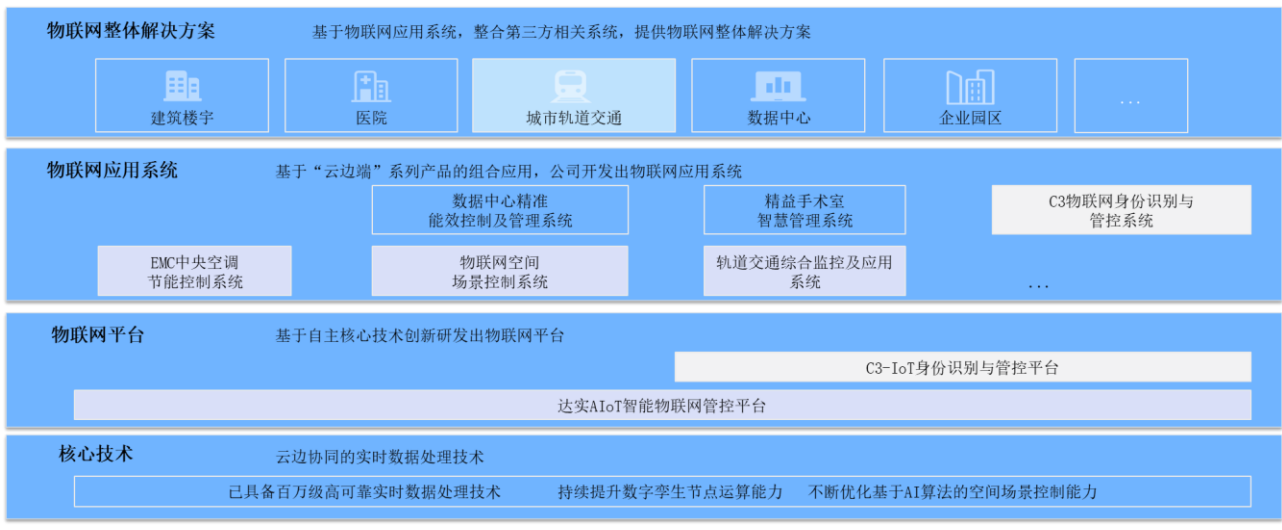 物联网整体解决方案
基于物联网应用系统，整合第三方相关系统，提供物联网整体解决方案
建筑楼宇
医院
城市轨道交通
数据中心
企业园区
...
物联网应用系统
基于“云边端”系列产品的组合应用，公司开发出物联网应用系统
数据中心精准
能效控制及管理系统
精益手术室
智慧管理系统
C3物联网身份识别与
管控系统
EMC中央空调
节能控制系统
物联网空间
场景控制系统
轨道交通综合监控及应用
系统
...
物联网平台
基于自主核心技术创新研发出物联网平台
C3-IoT身份识别与管控平台
达实AIoT智能物联网管控平台
核心技术
云边协同的实时数据处理技术
已具备百万级高可靠实时数据处理技术 持续提升数字孪生节点运算能力 不断优化基于AI算法的空间场景控制能力